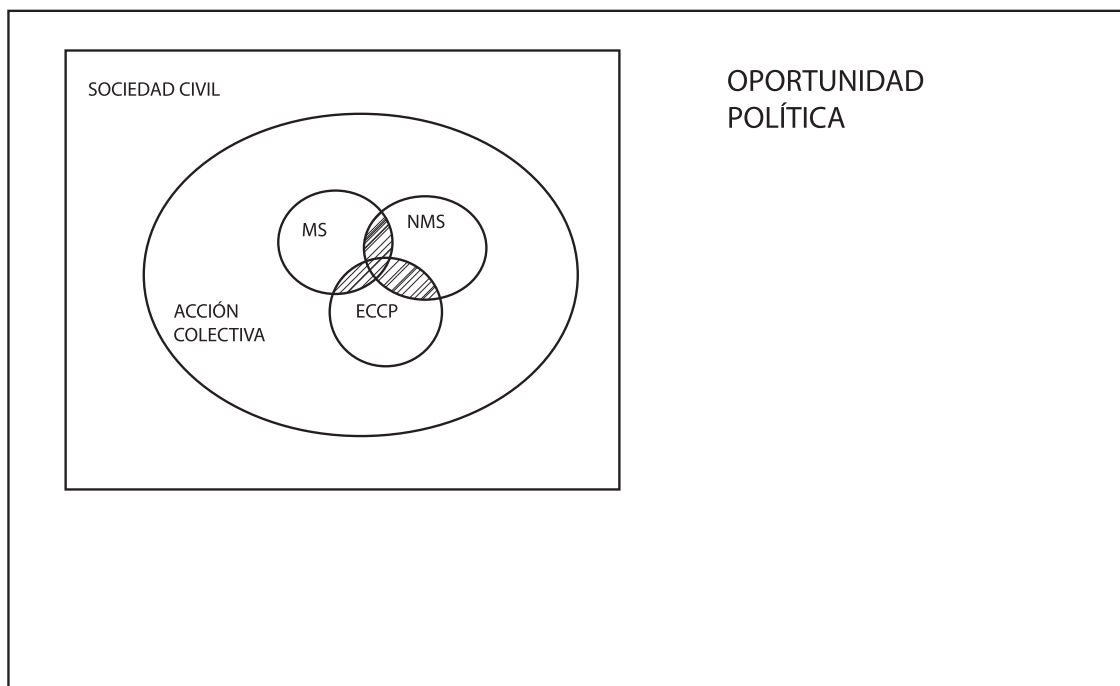 SOCIEDAD CIVIL
OPORTUNIDAD
POLÍTICA
MS
NMS
ECCP
ACCIÓN
COLECTIVA